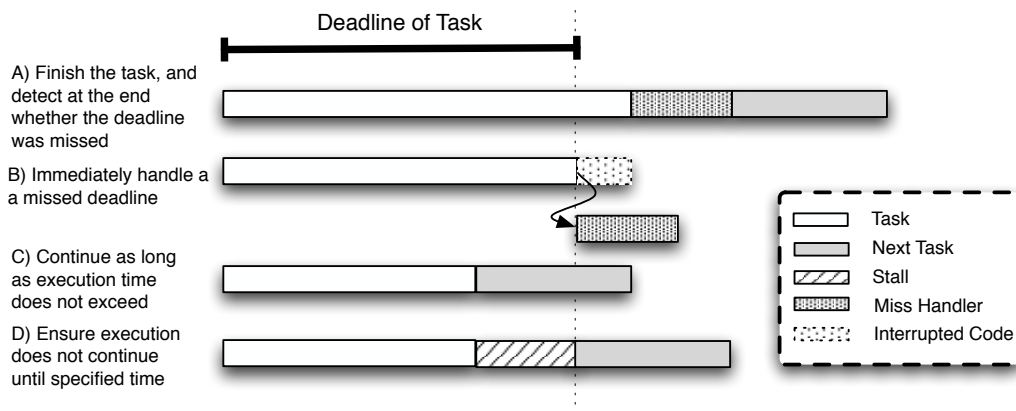 Deadline of Task
A) Finish the task, and
detect at the end
whether the deadline
was missed
B) Immediately handle a
a missed deadline
C) Continue as long
as execution time
does not exceed
D) Ensure execution
does not continue
until specified time
Task
Next Task
Stall
Miss Handler
Interrupted Code